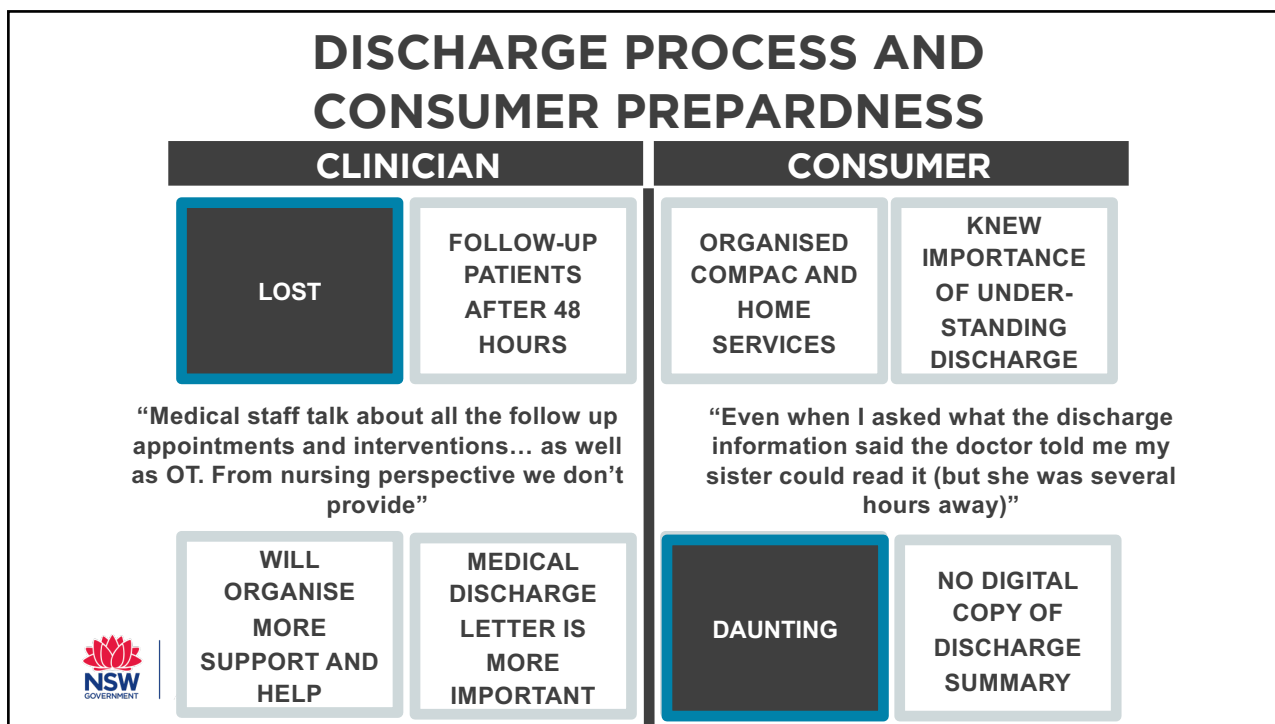 DISCHARGE PROCESS AND
CONSUMER PREPARDNESS
CLINICIAN
CONSUMER
LOST
FOLLOW-UP
PATIENTS
AFTER 48
HOURS
ORGANISED
COMPAC AND
HOME
SERVICES
KNEW
IMPORTANCE
OF UNDER-
STANDING
DISCHARGE
“Medical staff talk about all the follow up
appointments and interventions… as well
as OT. From nursing perspective we don’t
provide”
“Even when I asked what the discharge
information said the doctor told me my
sister could read it (but she was several
hours away)”
WILL
ORGANISE
MORE
SUPPORT AND
HELP
MEDICAL
DISCHARGE
LETTER IS
MORE
IMPORTANT
DAUNTING
NO DIGITAL
COPY OF
DISCHARGE
SUMMARY
NSW
GOVERNMENT